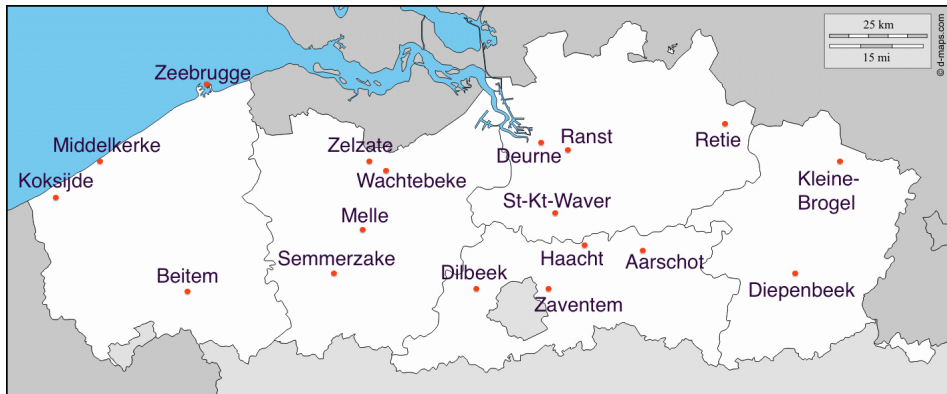 25 km
15 mi
© d-maps.com
Zeebrugge
Middelkerke
Koksijde
Beitem
Zelzate
Wachtebeke
Melle
Semmerzake
Deurne
Ranst
Retie
St-Kt-Waver
Kleine-
Brogel
Dilbeek
Haacht
Aarschot
Zaventem
Diepenbeek